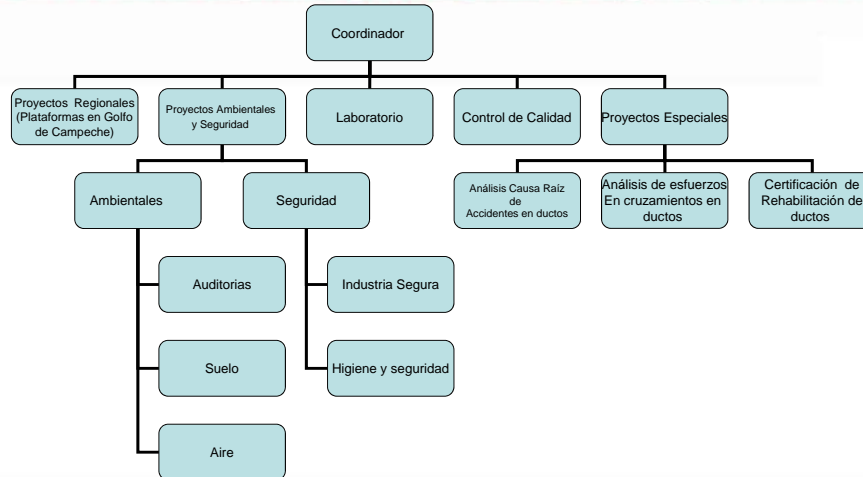 Coordinador
Proyectos Regionales
(Plataformas en Golfo
de Campeche)
Proyectos Ambientales
y Seguridad
Laboratorio
Control de Calidad
Proyectos Especiales
Ambientales
Seguridad
Análisis Causa Raíz
de
Accidentes en ductos
Análisis de esfuerzos
En cruzamientos en
ductos
Certificación de
Rehabilitación de
ductos
Auditorias
Industria Segura
Suelo
Higiene y seguridad
Aire